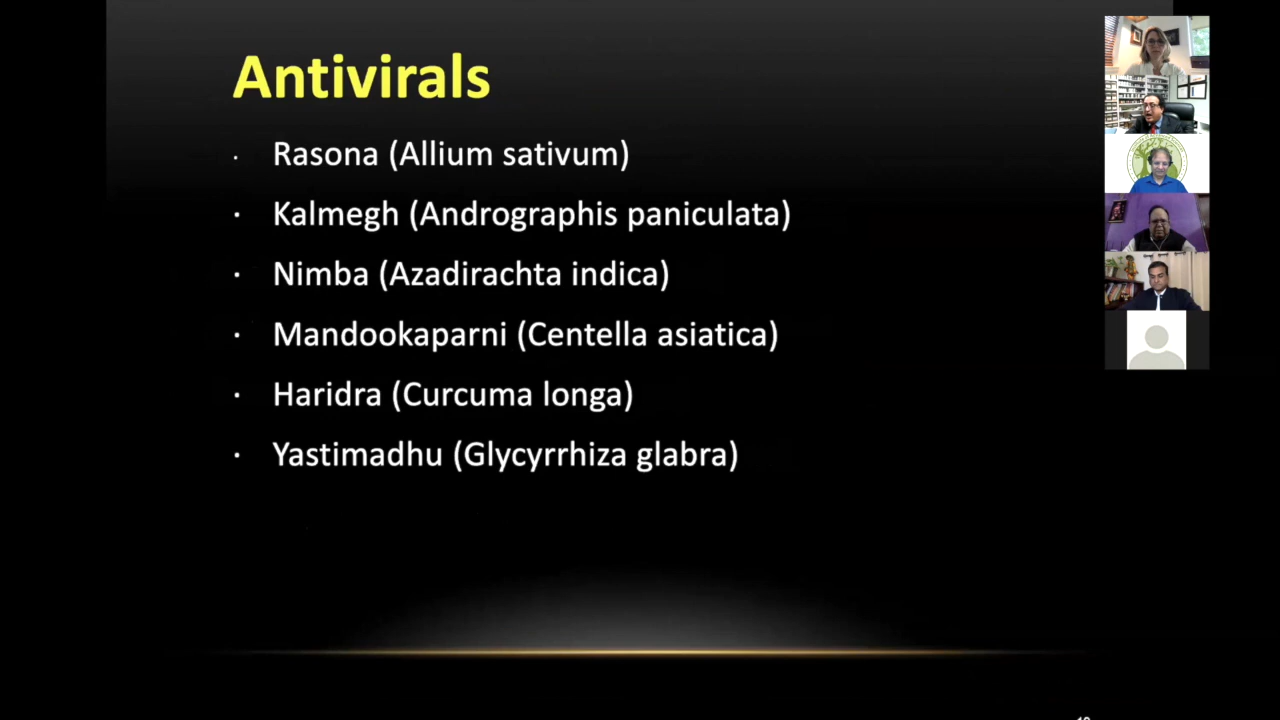 Antivirals
· Rasona (Allium sativum)
· Kalmegh (Andrographis paniculata)
· Nimba (Azadirachta indica)
· Mandookaparni (Centella asiatica)
· Haridra (Curcuma longa)
· Yastimadhu (Glycyrrhiza glabra)